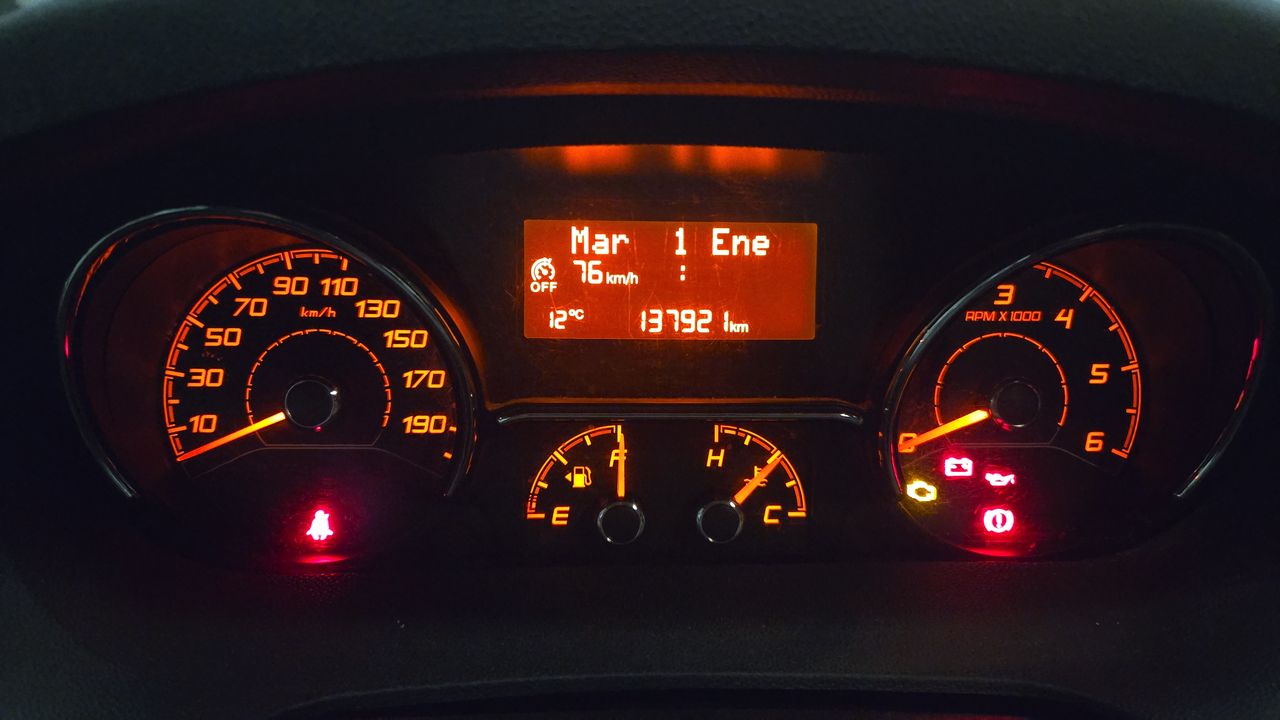 Mar 1 Ene
OFF 76 km/h :
12°C 137921 km
10 30 50 70 90 110 130 150 170 190
km/h
E F
H C
0 3 4 5 6
RPM X 1000